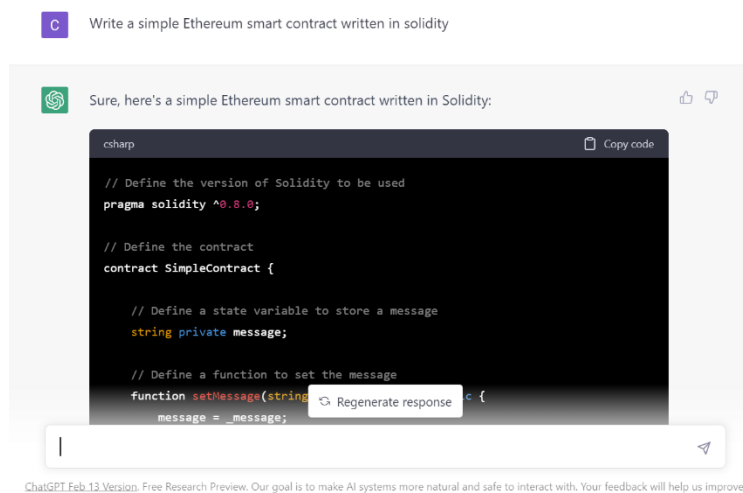 C
Write a simple Ethereum smart contract written in solidity
Sure, here's a simple Ethereum smart contract written in Solidity:
csharp Copy code
// Define the version of Solidity to be used
pragma solidity ^0.8.0;
// Define the contract
contract SimpleContract {
// Define a state variable to store a message
string private message;
// Define a function to set the message
function setMessage(string c {
Regenerate response
message = _message;
ChatGPT Feb 13 Version. Free Research Preview. Our goal is to make AI systems more natural and safe to interact with. Your feedback will help us improve